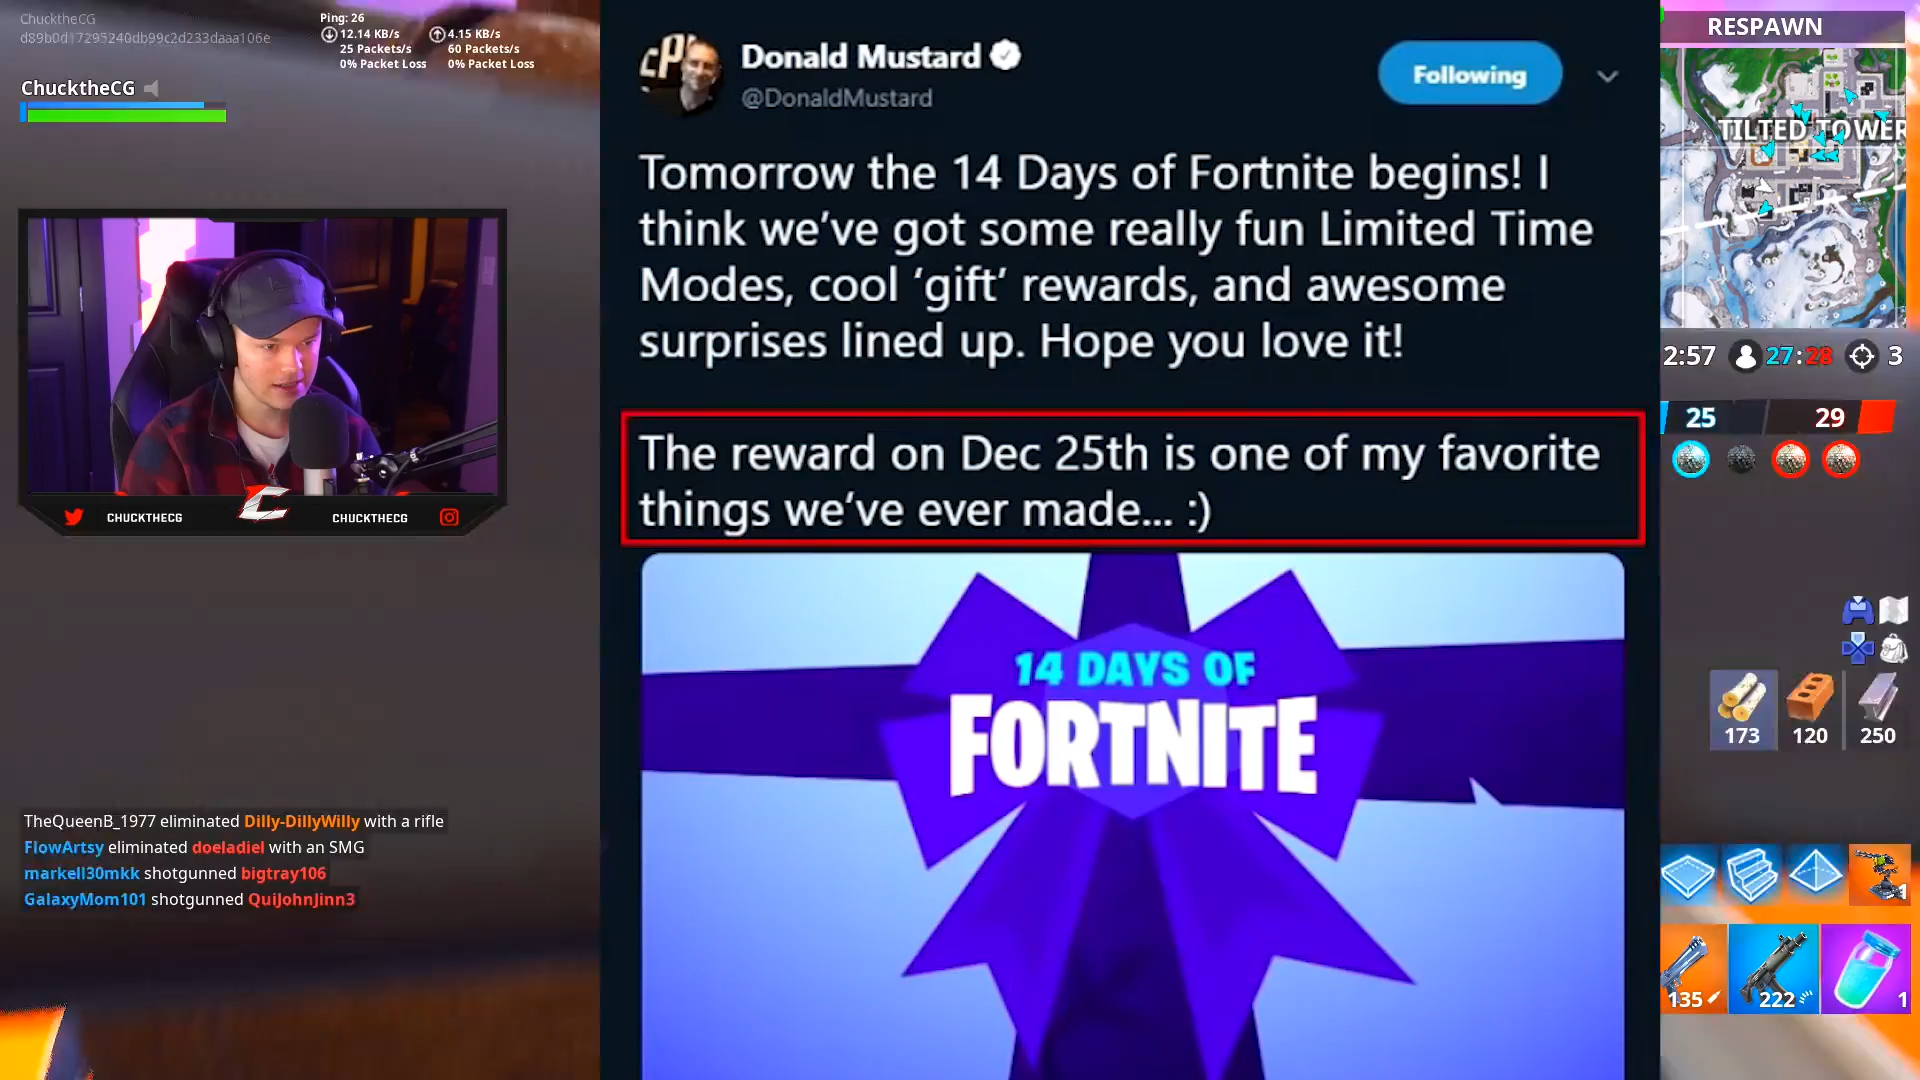 ChucktheCG
d89b0d17295240db99c2d233daaa106e
Ping: 26
12.14 KB/s
4.15 KB/s
25 Packets/s
60 Packets/s
0% Packet Loss
0% Packet Loss
ChucktheCG
CHUCKTHECG
CHUCKTHECG
TheQueenB_1977 eliminated Dilly-DillyWilly with a rifle
FlowArtsy eliminated doeladiel with an SMG
markell30mkk shotgunned bigtray106
GalaxyMom101 shotgunned QuiJohnJinn3
Donald Mustard
@DonaldMustard
Following
Tomorrow the 14 Days of Fortnite begins! I
think we’ve got some really fun Limited Time
Modes, cool ‘gift’ rewards, and awesome
surprises lined up. Hope you love it!
The reward on Dec 25th is one of my favorite
things we’ve ever made... :)
14 DAYS OF
FORTNITE
RESPAWN
TILTED TOWER
2:57
27:28
3
25
29
173
120
250
135
222
1